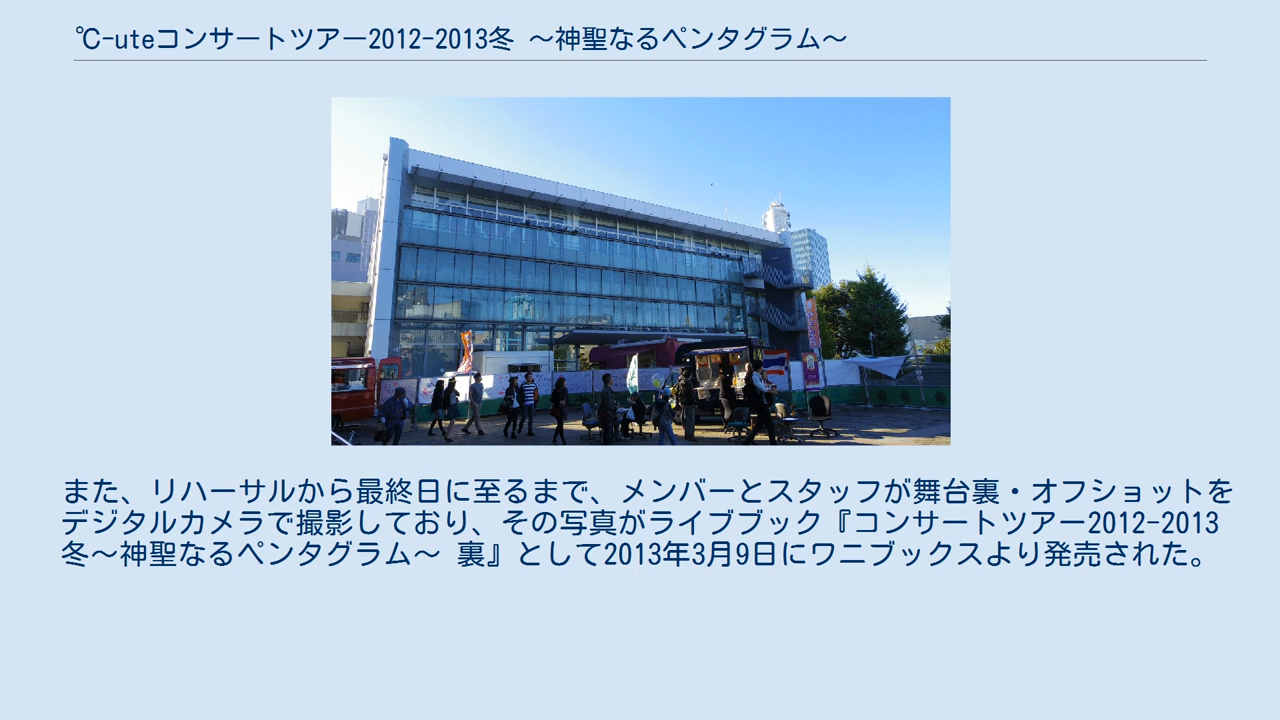 ℃-uteコンサートツアー2012-2013冬 ～神聖なるペンタグラム～
また、リハーサルから最終日に至るまで、メンバーとスタッフが舞台裏・オフショットを
デジタルカメラで撮影しており、その写真がライブブック『コンサートツアー2012-2013
冬～神聖なるペンタグラム～ 裏』として2013年3月9日にワニブックスより発売された。